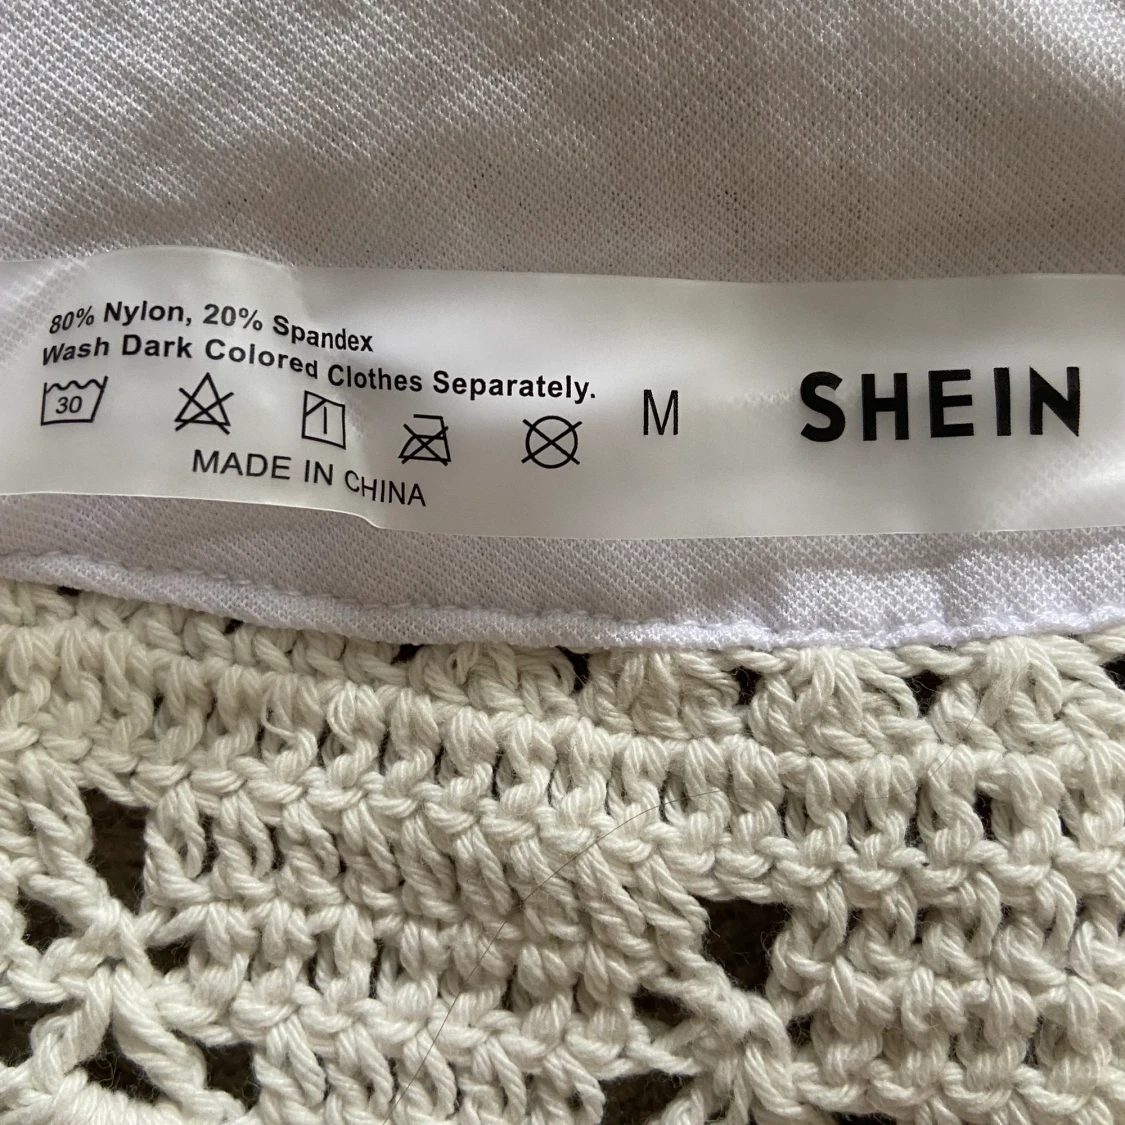 80% Nylon, 20% Spandex
Wash Dark Colored Clothes Separately.
30
MADE IN CHINA
M
SHEIN